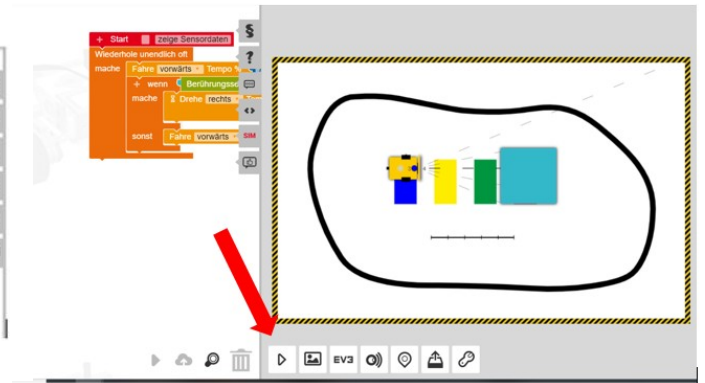 + Start zeige Sensordaten
Wiederhole unendlich oft
mache Fahre vorwärts Tempo %
+ wenn
mache Drehe rechts
sonst Fahre vorwärts
§
?
SIM
EV3